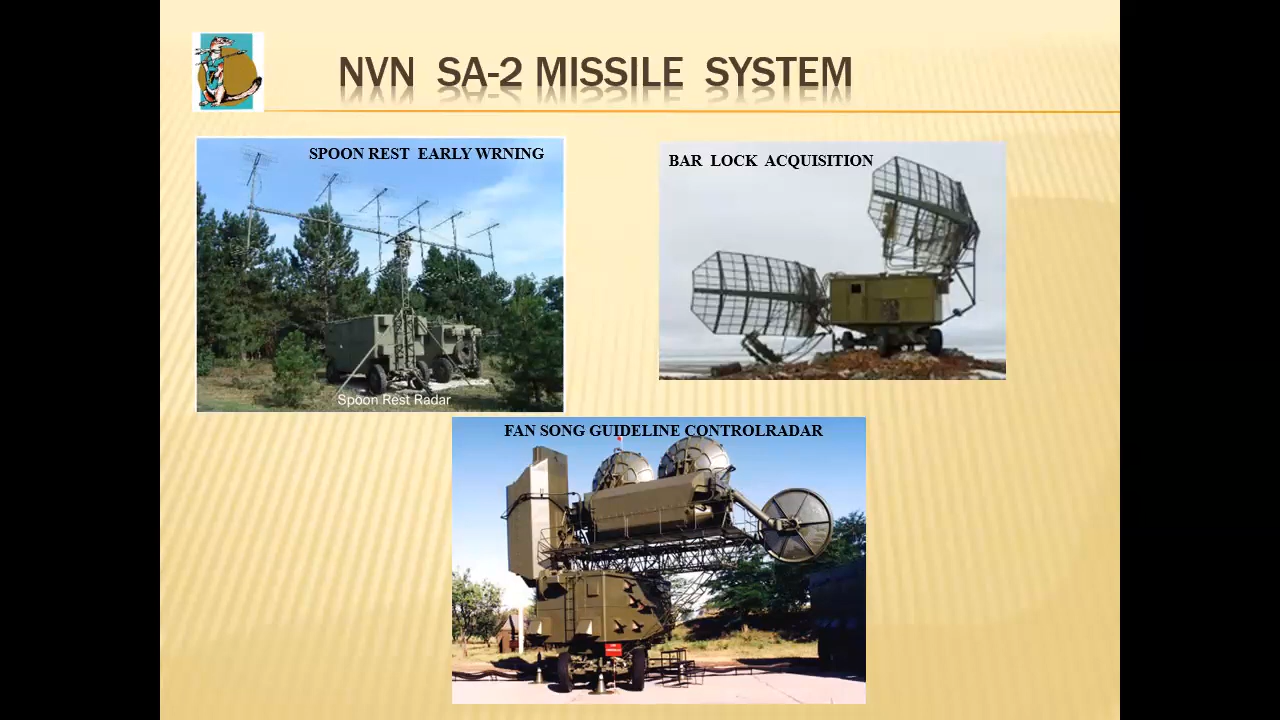 NVN SA-2 MISSILE SYSTEM
SPOON REST EARLY WRNING
BAR LOCK ACQUISITION
Spoon Rest Radar
FAN SONG GUIDELINE CONTROLRADAR